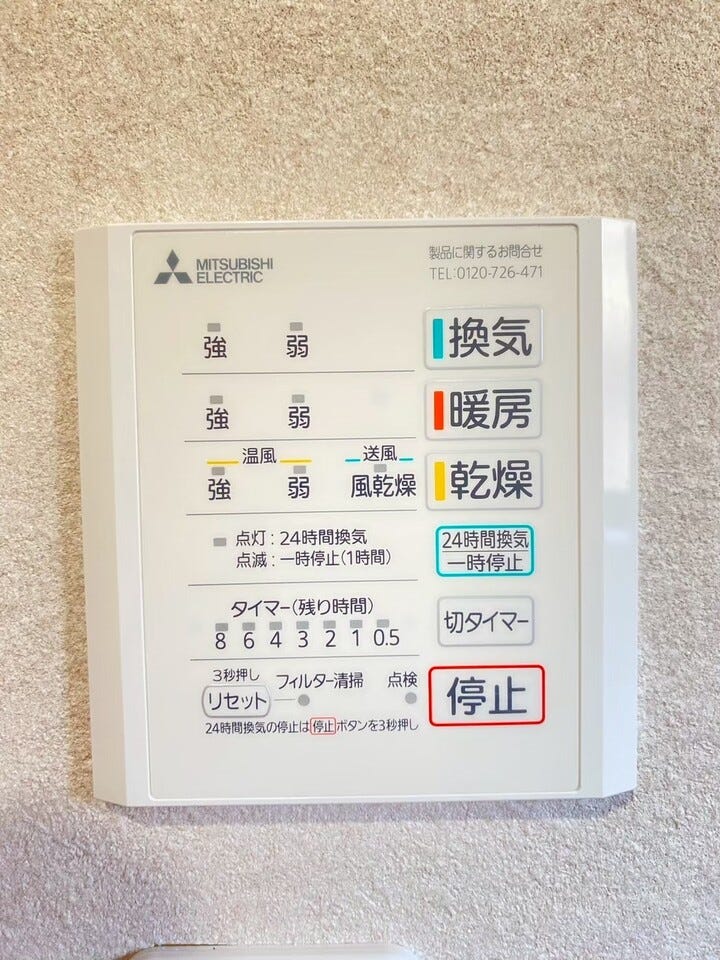 MITSUBISHI
ELECTRIC
製品に関するお問合せ
TEL:0120-726-471
強 弱 換気
強 弱 暖房
温風 送風
強 弱 風乾燥 乾燥
点灯：24時間換気
点滅：一時停止(1時間)
24時間換気
一時停止
タイマー(残り時間)
8 6 4 3 2 1 0.5
切タイマー
3秒押し
リセット フィルター清掃 点検
停止
24時間換気の停止は停止ボタンを3秒押し